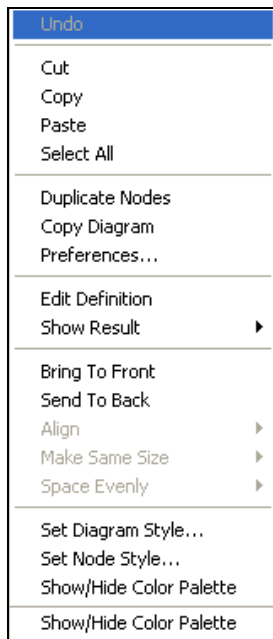 Undo
Cut
Copy
Paste
Select All
Duplicate Nodes
Copy Diagram
Preferences...
Edit Definition
Show Result
Bring To Front
Send To Back
Align
Make Same Size
Space Evenly
Set Diagram Style...
Set Node Style...
Show/Hide Color Palette
Show/Hide Color Palette